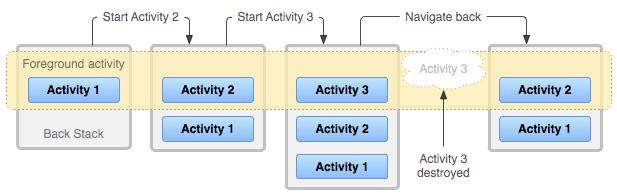 Start Activity 2
Start Activity 3
Navigate back
Foreground activity
Activity 1
Activity 2
Activity 3
Activity 3
Activity 2
Back Stack
Activity 1
Activity 2
Activity 1
Activity 1
Activity 3
destroyed